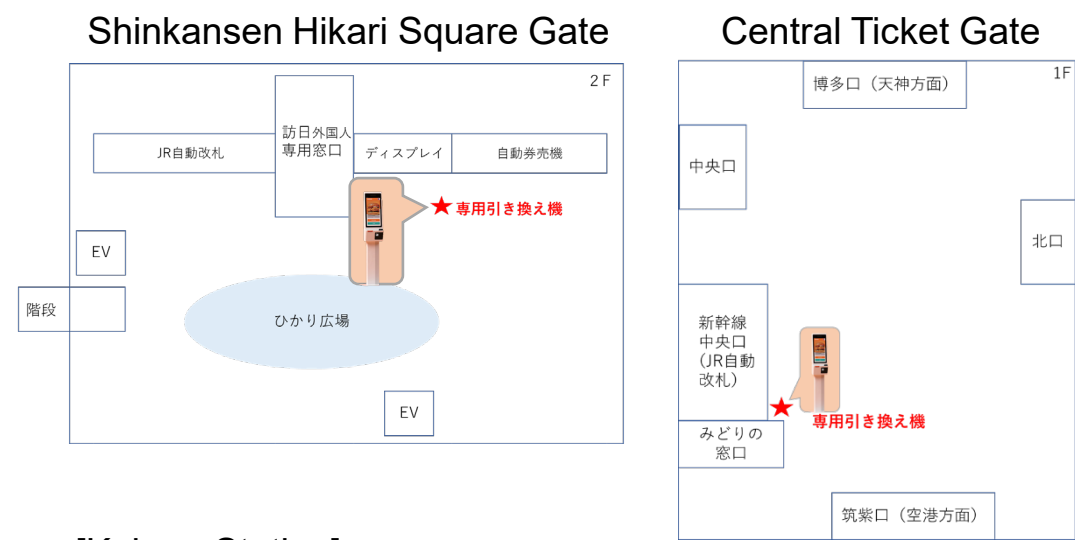 Shinkansen Hikari Square Gate
2F
訪日外国人
専用窓口
JR自動改札
ディスプレイ
自動券売機
★専用引き換え機
EV
階段
ひかり広場
EV
Central Ticket Gate
1F
博多口（天神方面）
中央口
北口
新幹線
中央口
(JR自動
改札)
★
専用引き換え機
みどりの
窓口
筑紫口（空港方面）